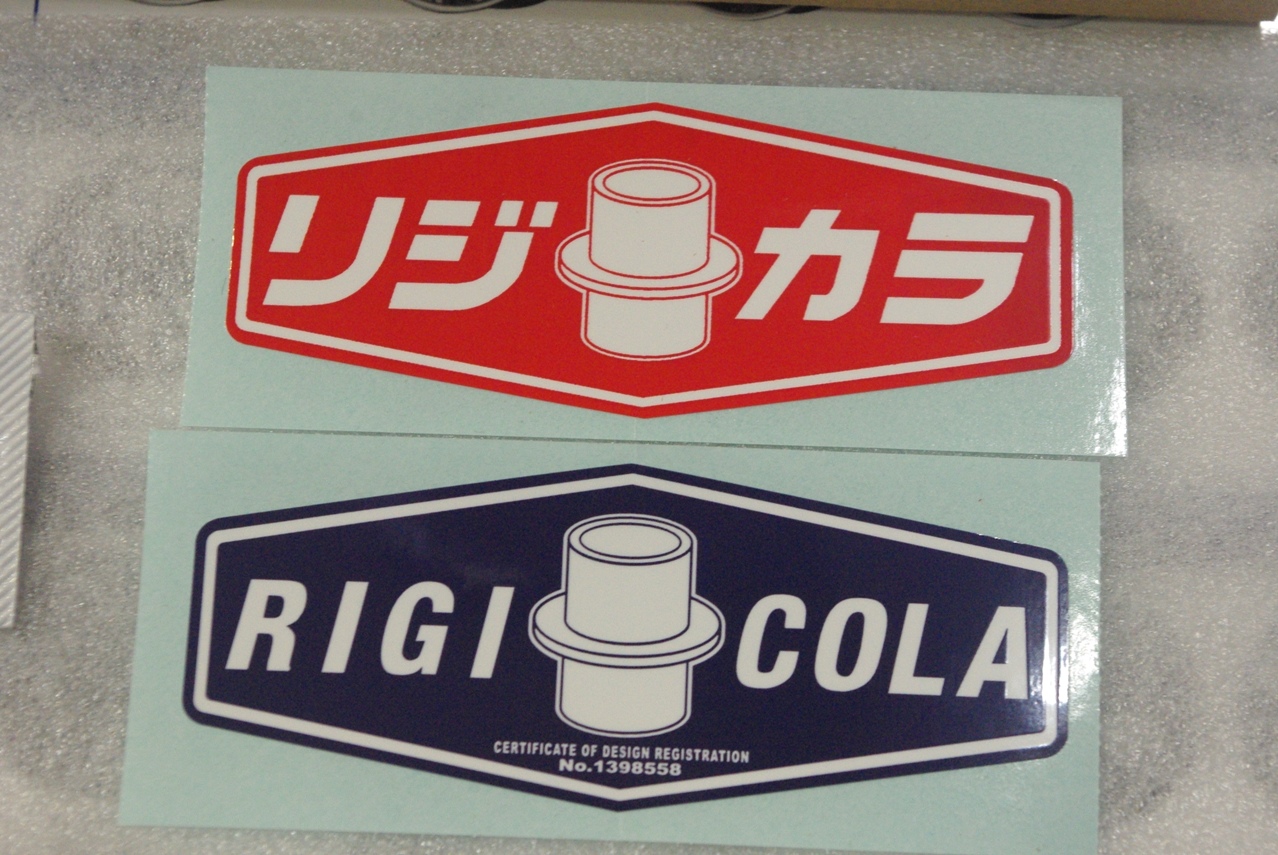 リジカラ
RIGI COLA
CERTIFICATE OF DESIGN REGISTRATION
No.1398558